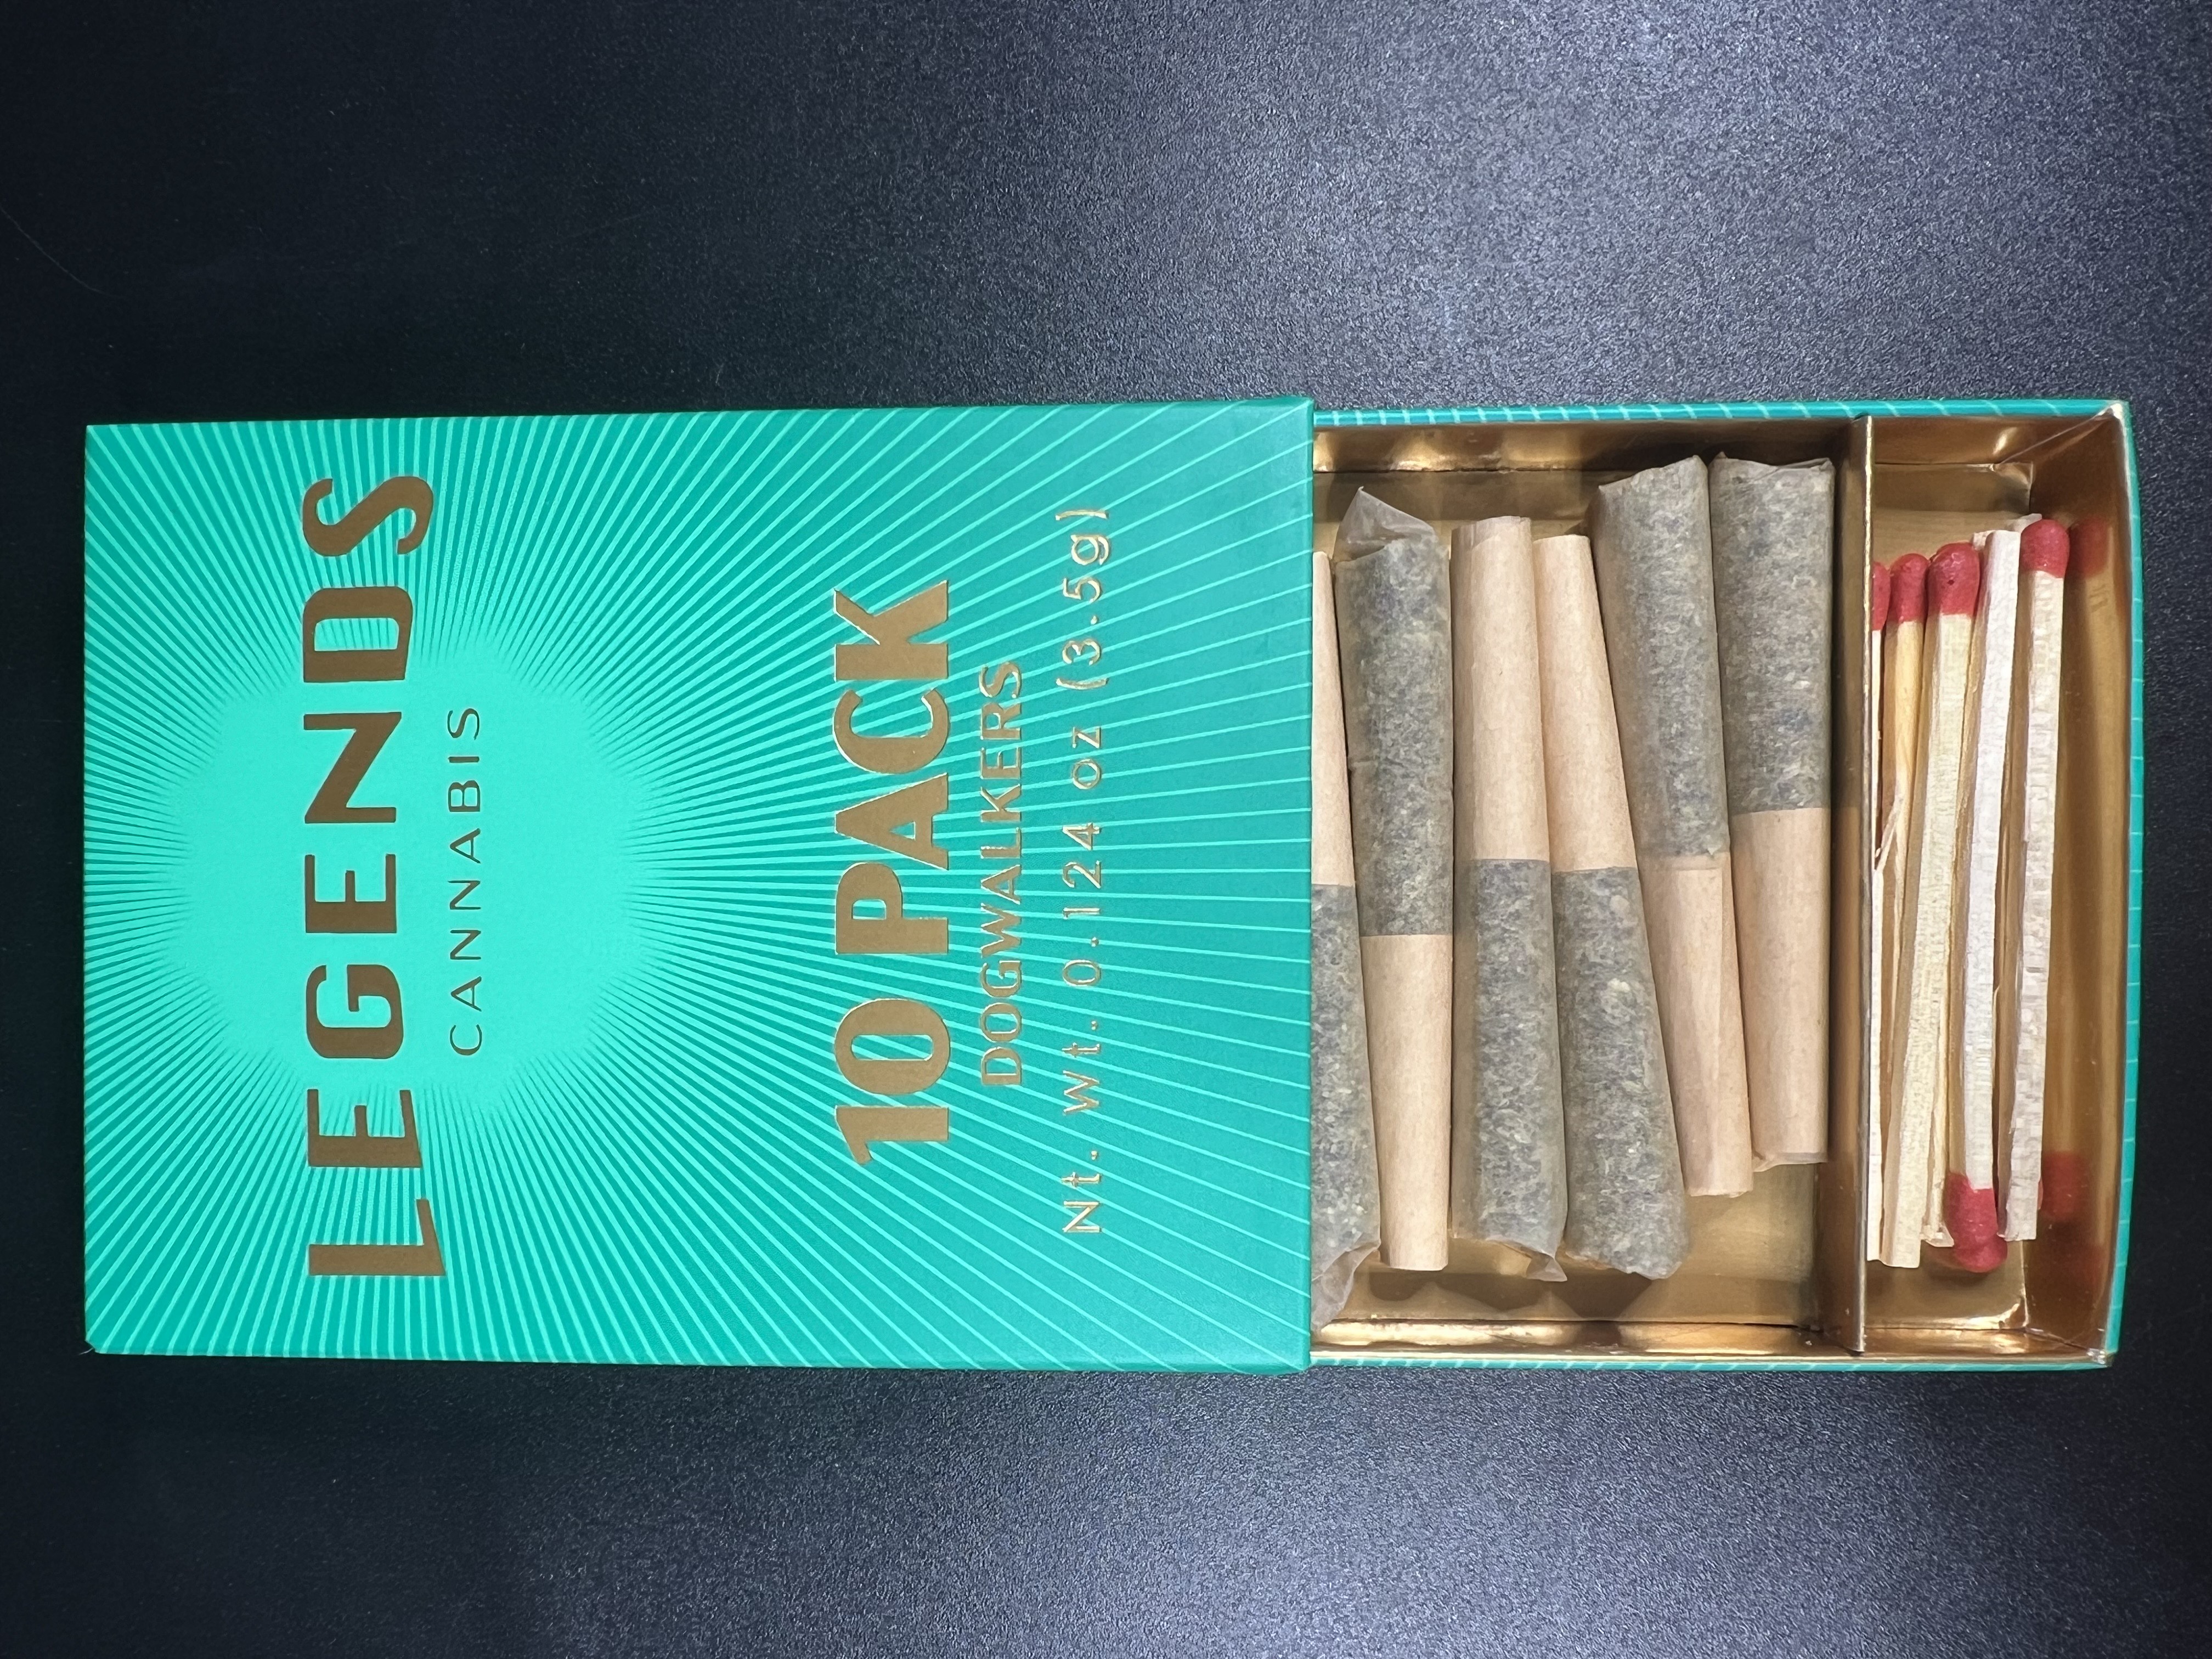 LEGENDS
CANNABIS
10 PACK
DOGWALKERS
Nt. Wt. 0.124 oz (3.5g)